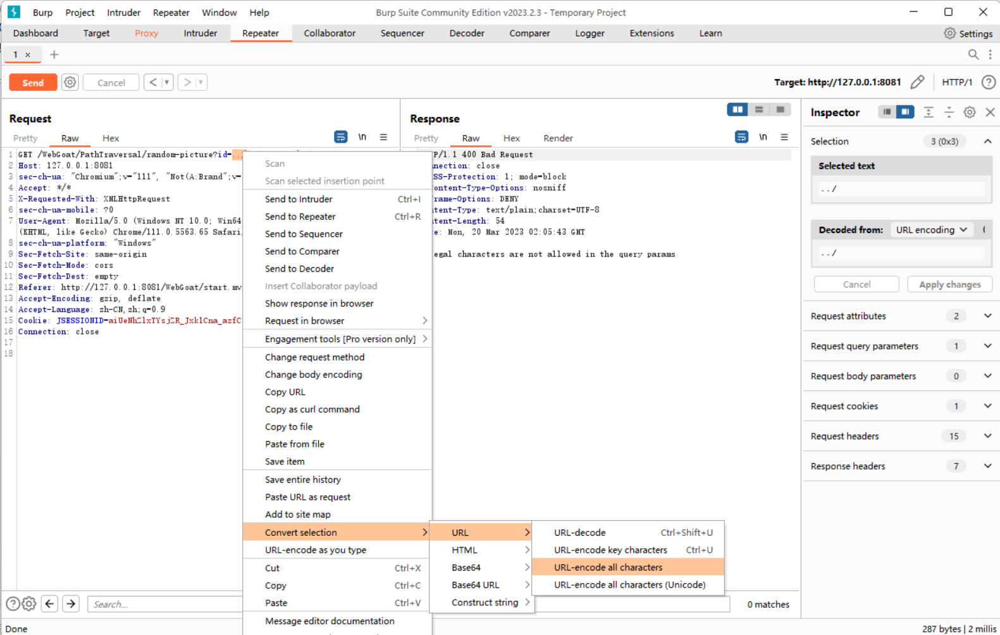 Burp Project Intruder Repeater Window Help Burp Suite Community Edition v2023.2.3 - Temporary Project
Dashboard Target Proxy Intruder Repeater Collaborator Sequencer Decoder Comparer Logger Extensions Learn Settings
1 ×
Send Cancel < > Target: http://127.0.0.1:8081 HTTP/1
Request
Pretty Raw Hex \n
1 GET /WebGoat/PathTraversal/random-picture?id=../
2 Host: 127.0.0.1:8081
3 sec-ch-ua: "Chromium";v="111", "Not(A:Brand";v=
4 Accept: */*
5 X-Requested-With: XMLHttpRequest
6 sec-ch-ua-mobile: ?0
7 User-Agent: Mozilla/5.0 (Windows NT 10.0; Win64
(KHTML, like Gecko) Chrome/111.0.5563.65 Safari
8 sec-ch-ua-platform: "Windows"
9 Sec-Fetch-Site: same-origin
10 Sec-Fetch-Mode: cors
11 Sec-Fetch-Dest: empty
12 Referer: http://127.0.0.1:8081/WebGoat/start.mv
13 Accept-Encoding: gzip, deflate
14 Accept-Language: zh-CN,zh;q=0.9
15 Cookie: JSESSIONID=
16 Connection: close
17
18
Scan
Scan selected insertion point
Send to Intruder Ctrl+I
Send to Repeater Ctrl+R
Send to Sequencer
Send to Comparer
Send to Decoder
Insert Collaborator payload
Show response in browser
Request in browser
Engagement tools [Pro version only]
Change request method
Change body encoding
Copy URL
Copy as curl command
Copy to file
Paste from file
Save item
Save entire history
Paste URL as request
Add to site map
Convert selection
URL-encode as you type
Cut Ctrl+X
Copy Ctrl+C
Paste Ctrl+V
Message editor documentation
URL
HTML
Base64
Base64 URL
Construct string
URL-decode Ctrl+Shift+U
URL-encode key characters Ctrl+U
URL-encode all characters
URL-encode all characters (Unicode)
Response
Pretty Raw Hex Render \n
P/1.1 400 Bad Request
nection: close
SS-Protection: 1; mode=block
ontent-Type-Options: nosniff
rame-Options: DENY
tent-Type: text/plain;charset=UTF-8
tent-Length: 54
e: Mon, 20 Mar 2023 02:05:43 GMT
egal characters are not allowed in the query params
Inspector
Selection 3 (0x3)
Selected text
../
Decoded from: URL encoding
../
Cancel Apply changes
Request attributes 2
Request query parameters 1
Request body parameters 0
Request cookies 1
Request headers 15
Response headers 7
Search... 0 matches
Done 287 bytes | 2 millis